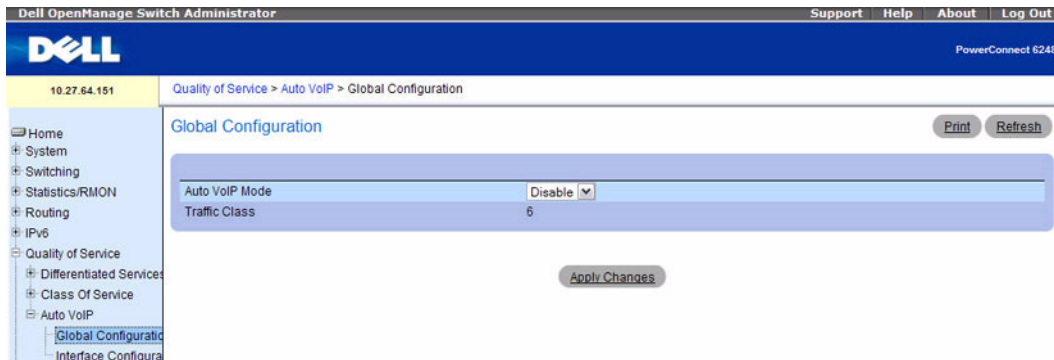 Dell OpenManage Switch Administrator
Support Help About Log Out
DELL
PowerConnect 6248
10.27.64.151
Quality of Service > Auto VoIP > Global Configuration
Home
System
Switching
Statistics/RMON
Routing
IPv6
Quality of Service
Differentiated Services
Class Of Service
Auto VoIP
Global Configuratio
Interface Configura
Global Configuration
Print Refresh
Auto VoIP Mode Disable
Traffic Class 6
Apply Changes